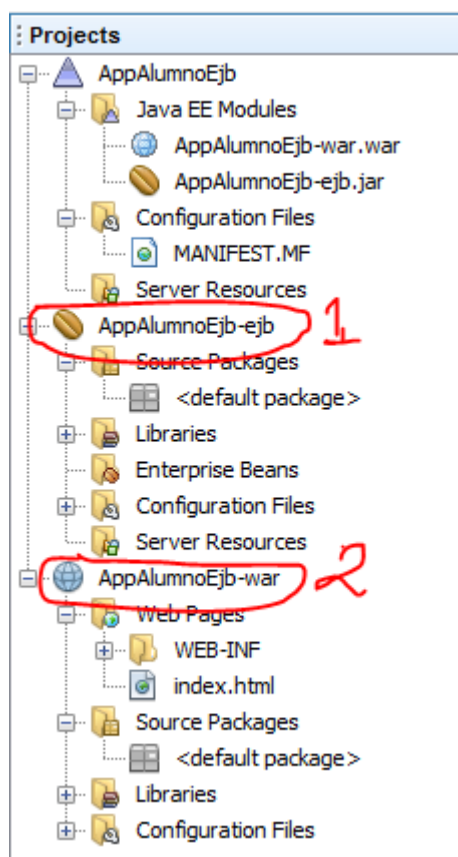 Projects
AppAlumnoEjb
Java EE Modules
AppAlumnoEjb-war.war
AppAlumnoEjb-ejb.jar
Configuration Files
MANIFEST.MF
Server Resources
AppAlumnoEjb-ejb 1
Source Packages
<default package>
Libraries
Enterprise Beans
Configuration Files
Server Resources
AppAlumnoEjb-war 2
Web Pages
WEB-INF
index.html
Source Packages
<default package>
Libraries
Configuration Files